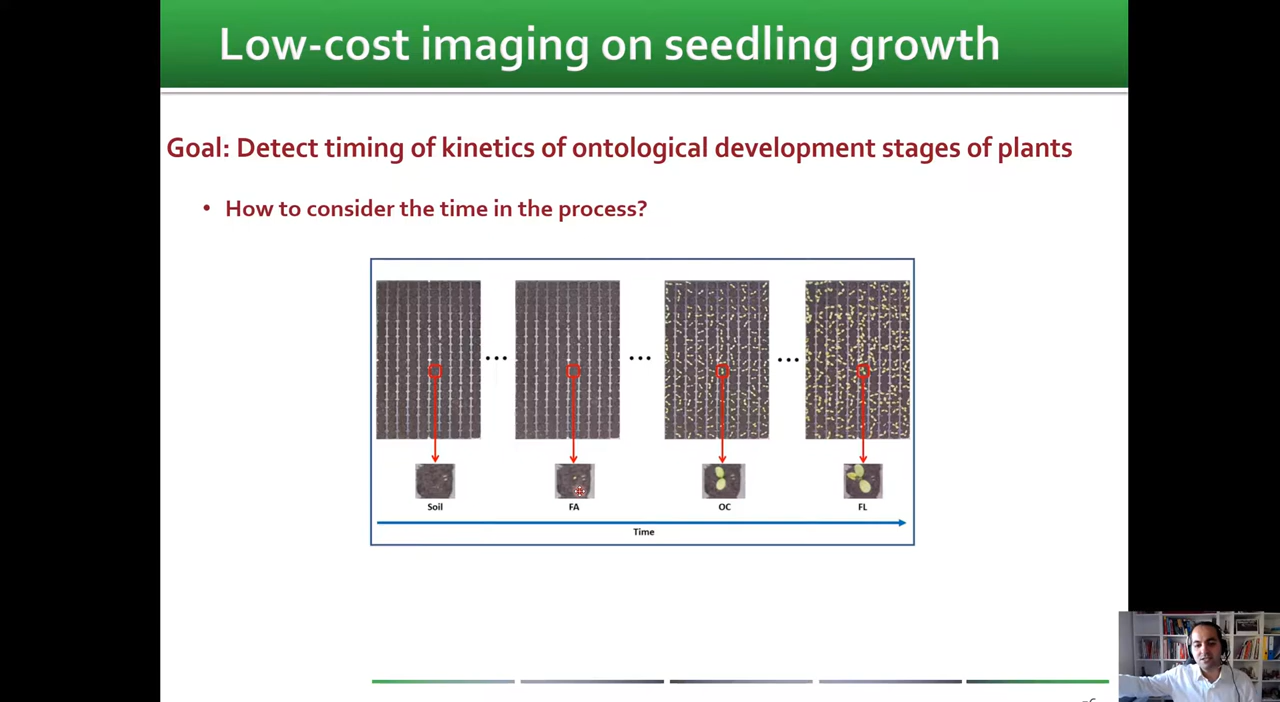 Low-cost imaging on seedling growth
Goal: Detect timing of kinetics of ontological development stages of plants
• How to consider the time in the process?
... ... ...
Soil FA OC FL
Time